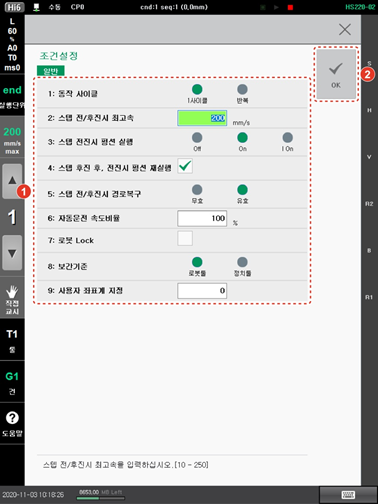 Hi6 수동 CP0 cnd:1 seq:1 (0,0mm) HS220-02
L
60
%
A0
T0
ms0
end
실행단위
200
mm/s
max
1
직접
교시
T1
툴
G1
건
?
도움말
조건설정
일반
1: 동작 사이클
1사이클 반복
2: 스텝 전/후진시 최고속 200 mm/s
3: 스텝 전진시 펑션 실행
Off On I On
4: 스텝 후진 후, 전진시 펑션 재실행
5: 스텝 전/후진시 경로복구
무효 유효
6: 자동운전 속도비율 100 %
7: 로봇 Lock
8: 보간기준
로봇툴 정치툴
9: 사용자 좌표계 지정 0
1
OK
2
S
H
V
R2
B
R1
스텝 전/후진시 최고속를 입력하십시오.[10 - 250]
2020-11-03 10:18:26 8653.00 MB Left